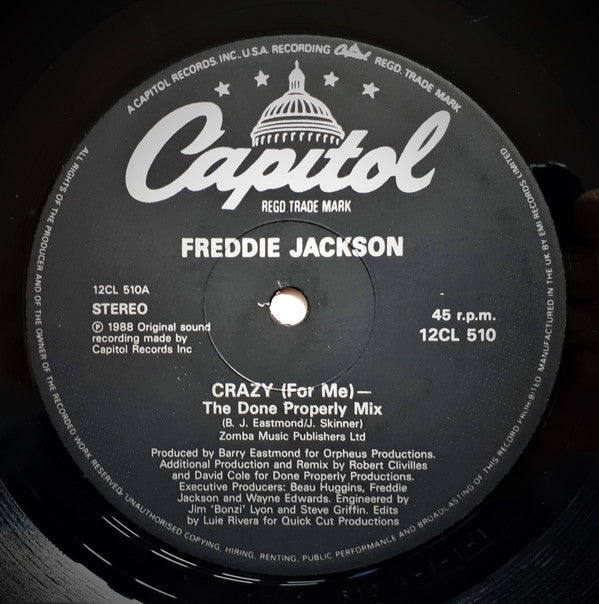 A CAPITOL RECORDS, INC., U.S.A. RECORDING Capitol REGD. TRADE MARK
Capitol
REGD TRADE MARK
FREDDIE JACKSON
12CL 510A
STEREO
℗ 1988 Original sound
recording made by
Capitol Records Inc
45 r.p.m.
12CL 510
CRAZY (For Me)—
The Done Properly Mix
(B. J. Eastmond/J. Skinner)
Zomba Music Publishers Ltd
Produced by Barry Eastmond for Orpheus Productions.
Additional Production and Remix by Robert Clivilles
and David Cole for Done Properly Productions.
Executive Producers: Beau Huggins, Freddie
Jackson and Wayne Edwards. Engineered by
Jim 'Bonzi' Lyon and Steve Griffin. Edits
by Luie Rivera for Quick Cut Productions
ALL RIGHTS OF THE PRODUCER AND OF THE OWNER OF THE RECORDED WORK RESERVED. UNAUTHORISED COPYING, HIRING, RENTING, PUBLIC PERFORMANCE AND BROADCASTING OF THIS RECORD PROHIBITED. MANUFACTURED IN THE UK BY EMI RECORDS LIMITED